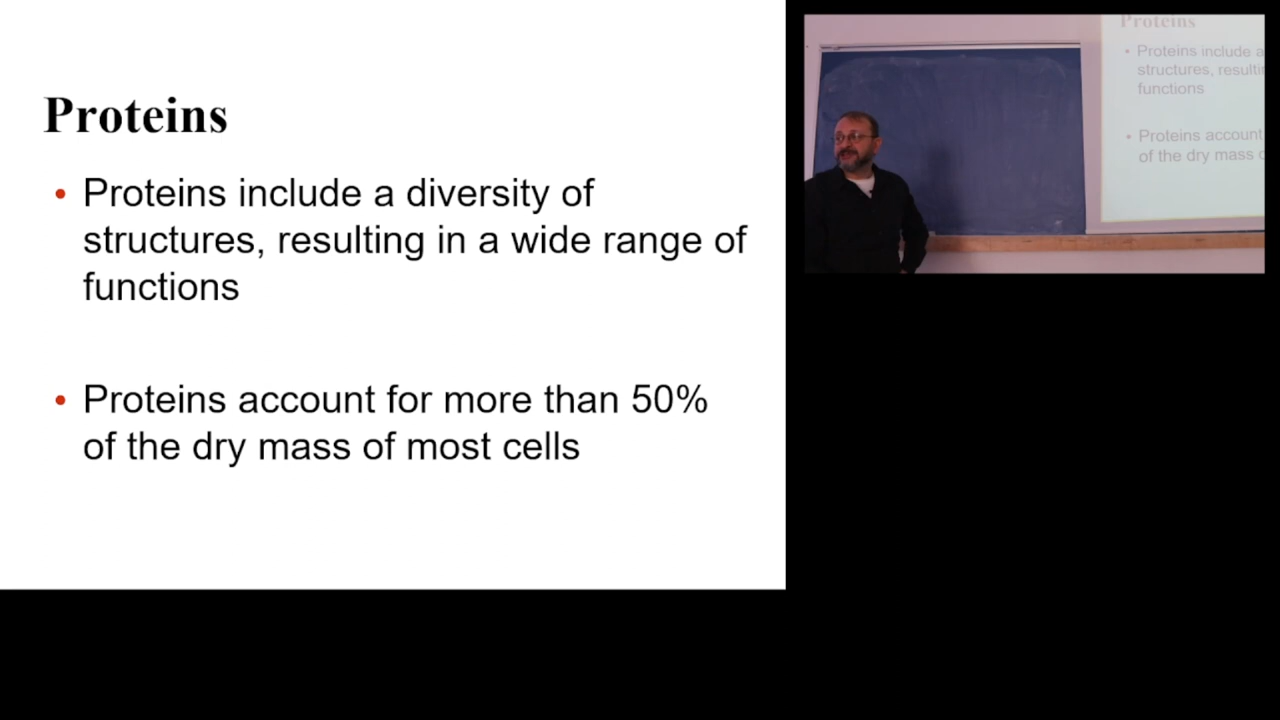 Proteins
• Proteins include a diversity of
structures, resulting in a wide range of
functions
• Proteins account for more than 50%
of the dry mass of most cells
Proteins
• Proteins include a
structures, resulti
functions
• Proteins account
of the dry mass o